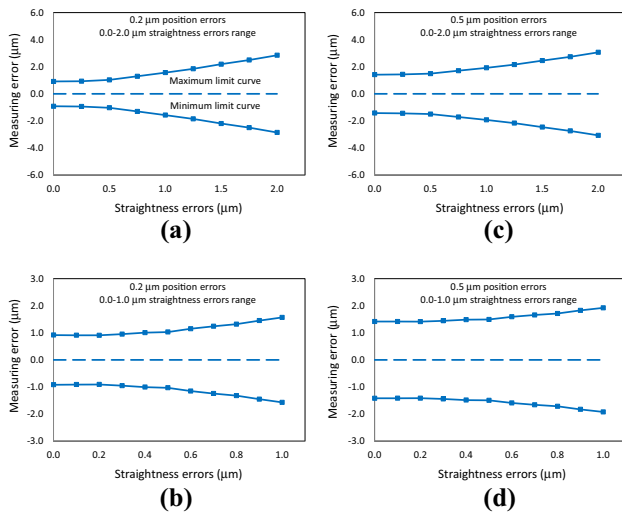 0.2 µm position errors
0.0-2.0 µm straightness errors range
Measuring error (µm)
6.0
4.0
2.0
0.0
-2.0
-4.0
-6.0
Maximum limit curve
Minimum limit curve
0.0 0.5 1.0 1.5 2.0
Straightness errors (µm)
(a)
0.5 µm position errors
0.0-2.0 µm straightness errors range
Measuring error (µm)
6.0
4.0
2.0
0.0
-2.0
-4.0
-6.0
0.0 0.5 1.0 1.5 2.0
Straightness errors (µm)
(c)
0.2 µm position errors
0.0-1.0 µm straightness errors range
Measuring error (µm)
3.0
2.0
1.0
0.0
-1.0
-2.0
-3.0
0.0 0.2 0.4 0.6 0.8 1.0
Straightness errors (µm)
(b)
0.5 µm position errors
0.0-1.0 µm straightness errors range
Measuring error (µm)
3.0
2.0
1.0
0.0
-1.0
-2.0
-3.0
0.0 0.2 0.4 0.6 0.8 1.0
Straightness errors (µm)
(d)